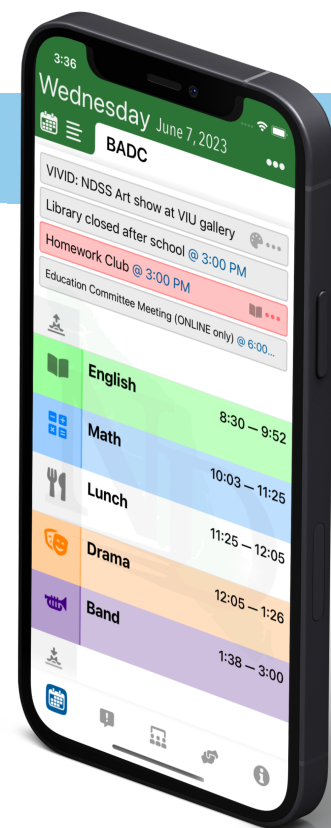 3:36
Wednesday June 7, 2023
BADC
VIVID: NDSS Art show at VIU gallery
Library closed after school @ 3:00 PM
Homework Club @ 3:00 PM
Education Committee Meeting (ONLINE only) @ 6:00...
English
8:30 — 9:52
Math
10:03 — 11:25
Lunch
11:25 — 12:05
Drama
12:05 — 1:26
Band
1:38 — 3:00